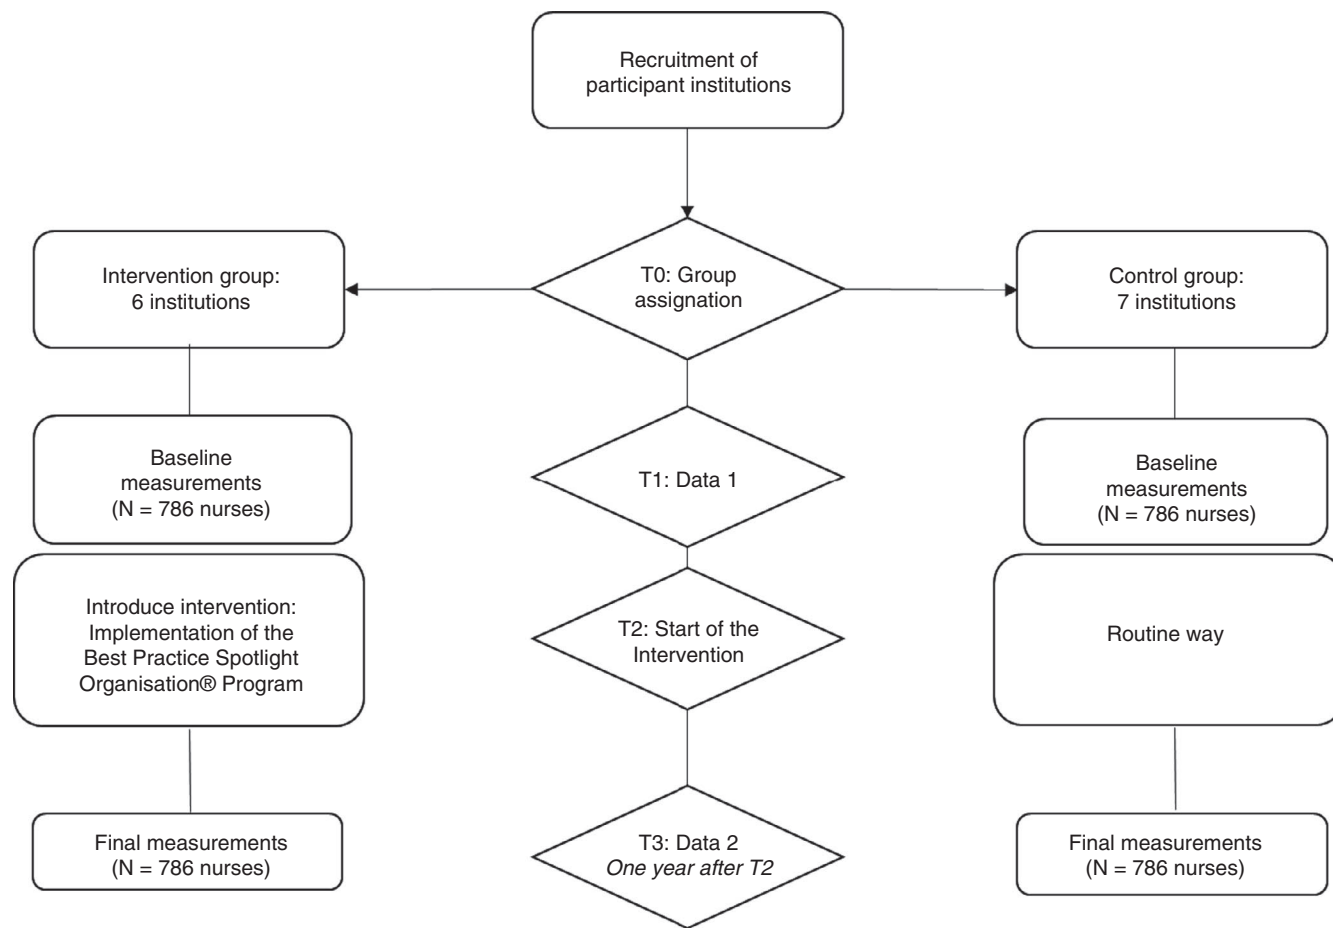 Recruitment of
participant institutions
Intervention group:
6 institutions
T0: Group
assignation
Control group:
7 institutions
Baseline
measurements
(N = 786 nurses)
T1: Data 1
Baseline
measurements
(N = 786 nurses)
Introduce intervention:
Implementation of the
Best Practice Spotlight
Organisation® Program
T2: Start of the
Intervention
Routine way
Final measurements
(N = 786 nurses)
T3: Data 2
One year after T2
Final measurements
(N = 786 nurses)